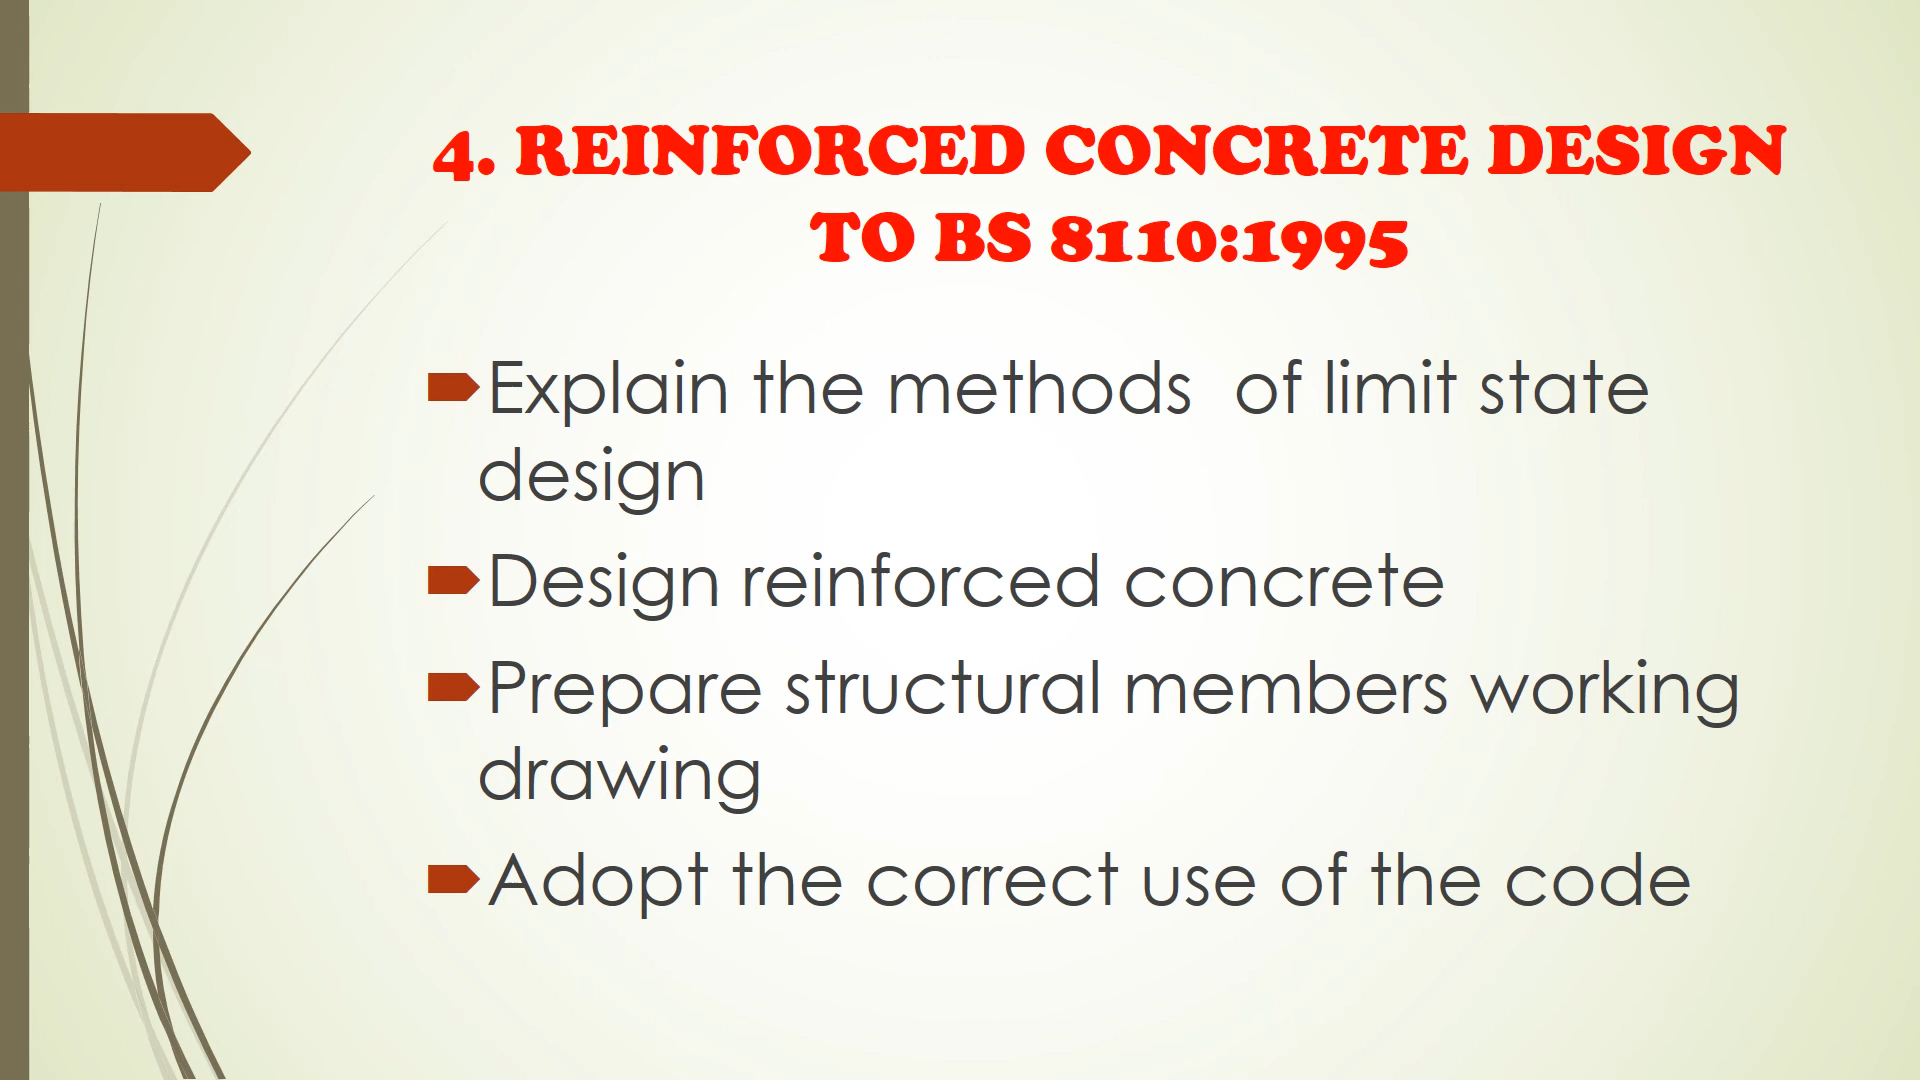 4. REINFORCED CONCRETE DESIGN
TO BS 8110:1995
Explain the methods  of limit state
design
Design reinforced concrete
Prepare structural members working
drawing
Adopt the correct use of the code